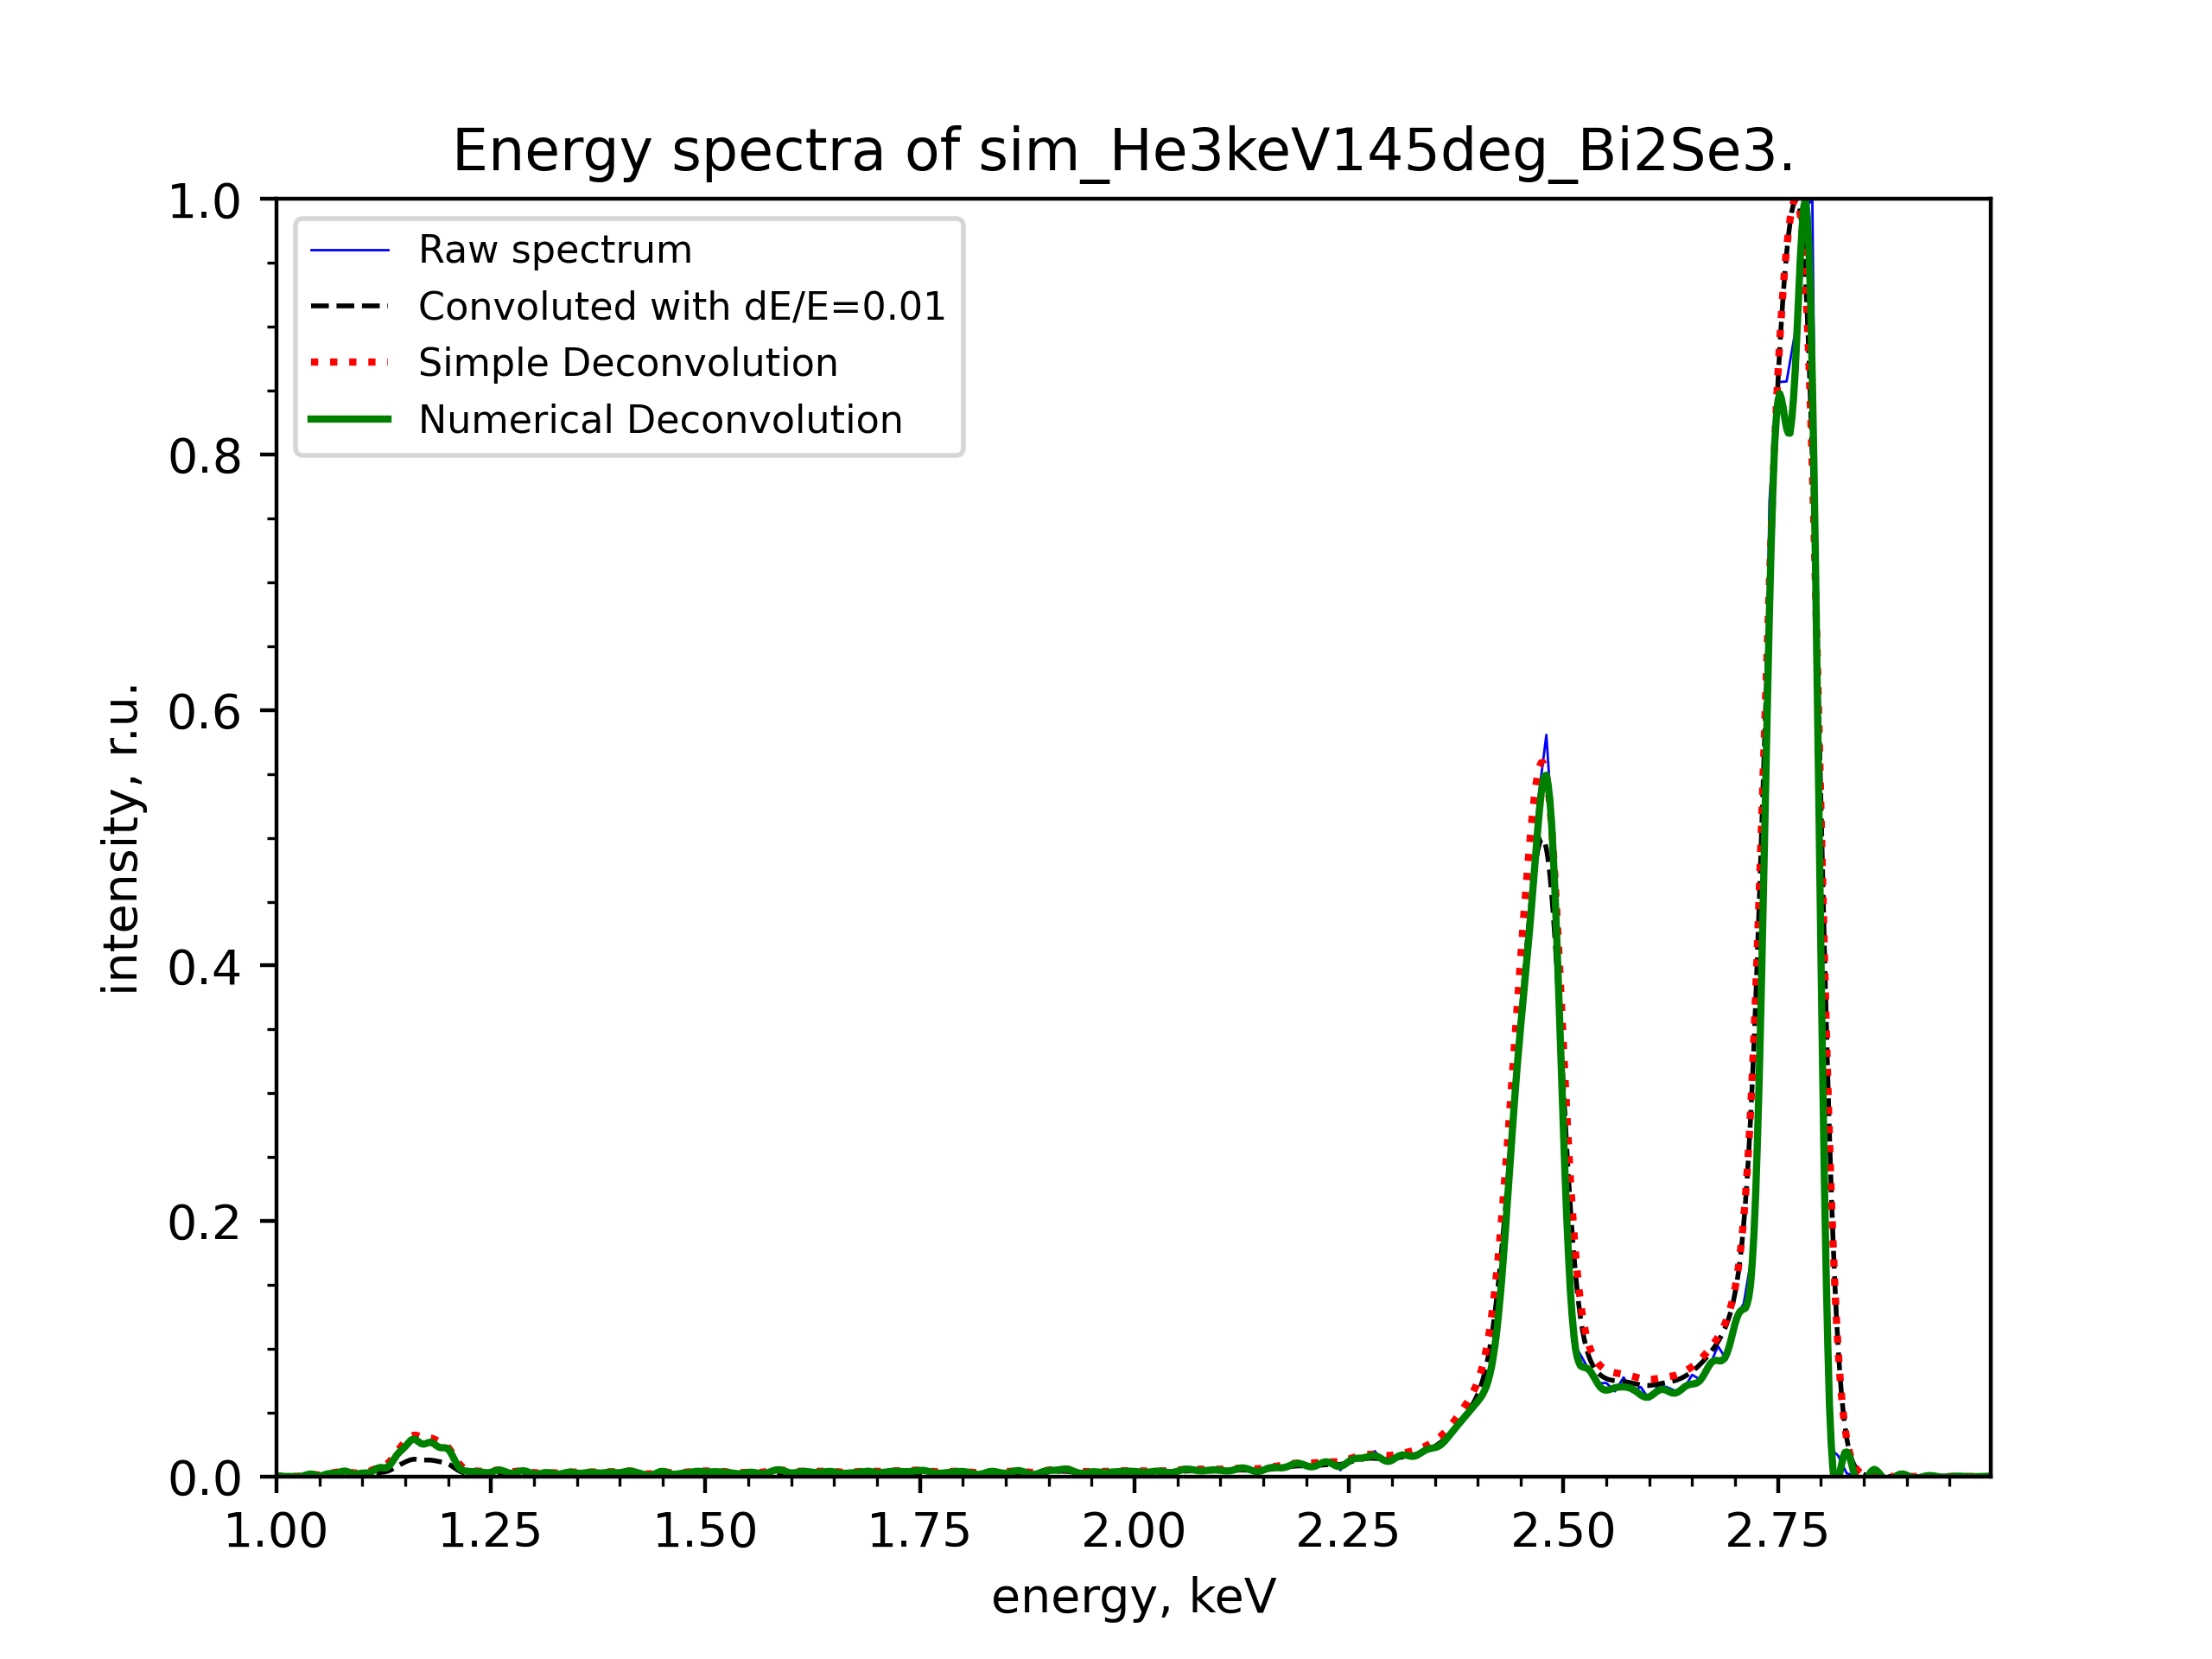 Energy spectra of sim_He3keV145deg_Bi2Se3.
1.0
0.8
0.6
0.4
0.2
0.0
intensity, r.u.
Raw spectrum
Convoluted with dE/E=0.01
Simple Deconvolution
Numerical Deconvolution
1.00 1.25 1.50 1.75 2.00 2.25 2.50 2.75
energy, keV